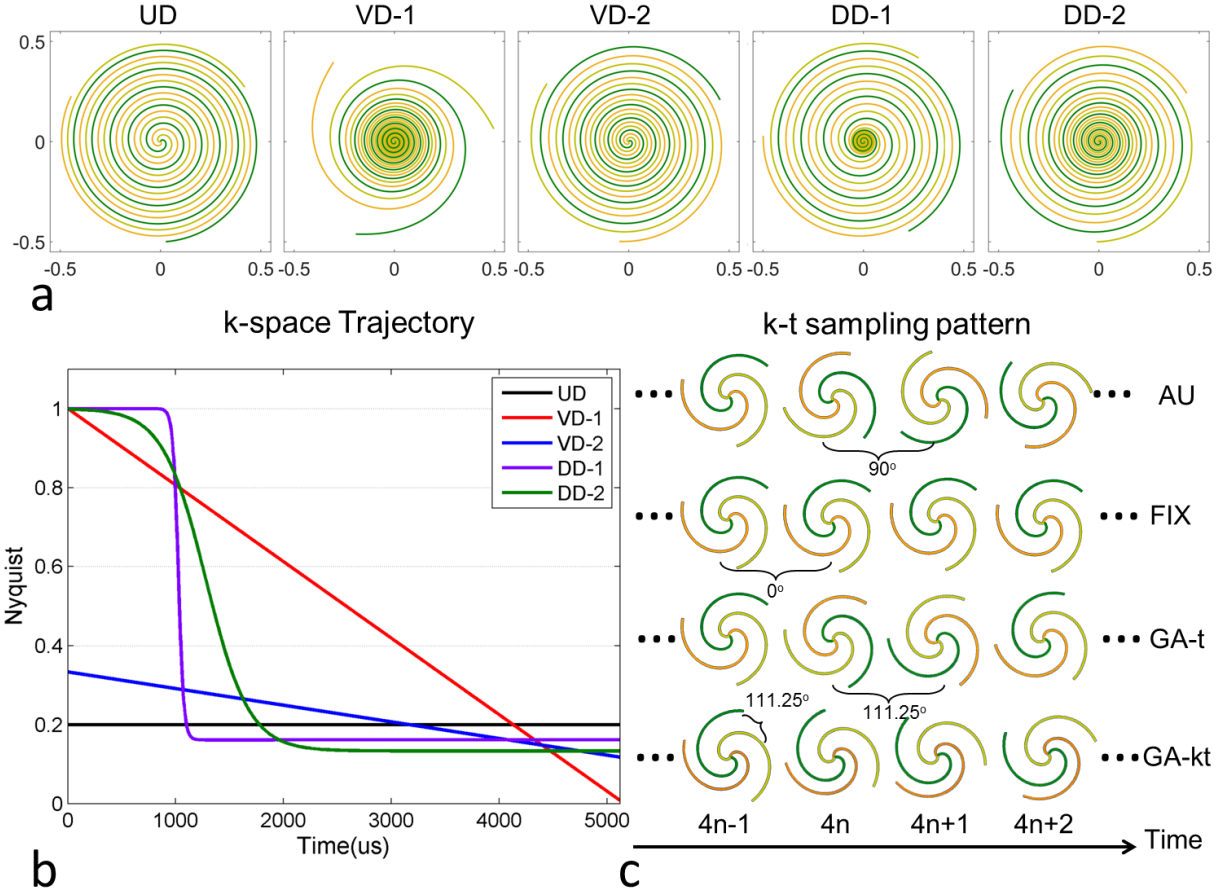 UD VD-1 VD-2 DD-1 DD-2
0.5
0
-0.5
-0.5 0 0.5 -0.5 0 0.5 -0.5 0 0.5 -0.5 0 0.5 -0.5 0 0.5
a
k-space Trajectory
1
0.8
0.6
0.4
0.2
0
Nyquist
UD
VD-1
VD-2
DD-1
DD-2
0 1000 2000 3000 4000 5000
Time(us)
b
k-t sampling pattern
AU
90°
FIX
0°
GA-t
111.25°
111.25°
GA-kt
4n-1 4n 4n+1 4n+2 Time
c